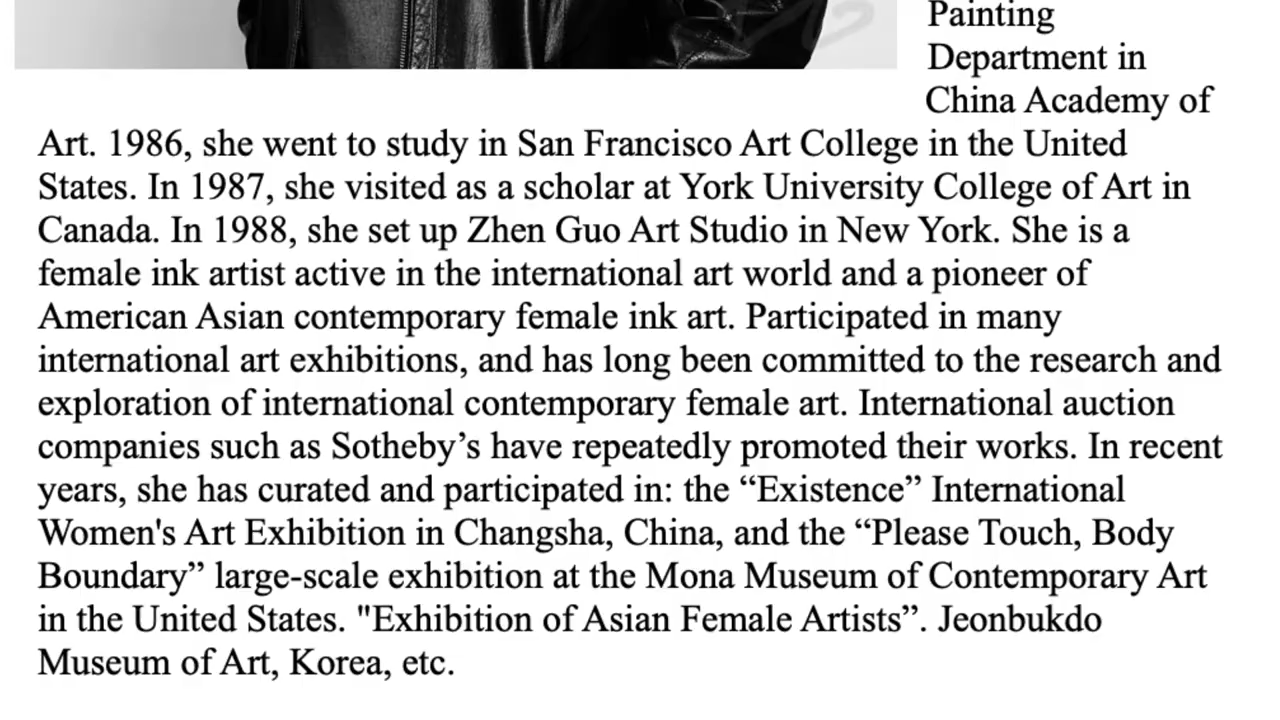 Painting
Department in
China Academy of
Art. 1986, she went to study in San Francisco Art College in the United
States. In 1987, she visited as a scholar at York University College of Art in
Canada. In 1988, she set up Zhen Guo Art Studio in New York. She is a
female ink artist active in the international art world and a pioneer of
American Asian contemporary female ink art. Participated in many
international art exhibitions, and has long been committed to the research and
exploration of international contemporary female art. International auction
companies such as Sotheby’s have repeatedly promoted their works. In recent
years, she has curated and participated in: the “Existence” International
Women's Art Exhibition in Changsha, China, and the “Please Touch, Body
Boundary” large-scale exhibition at the Mona Museum of Contemporary Art
in the United States. "Exhibition of Asian Female Artists”. Jeonbukdo
Museum of Art, Korea, etc.